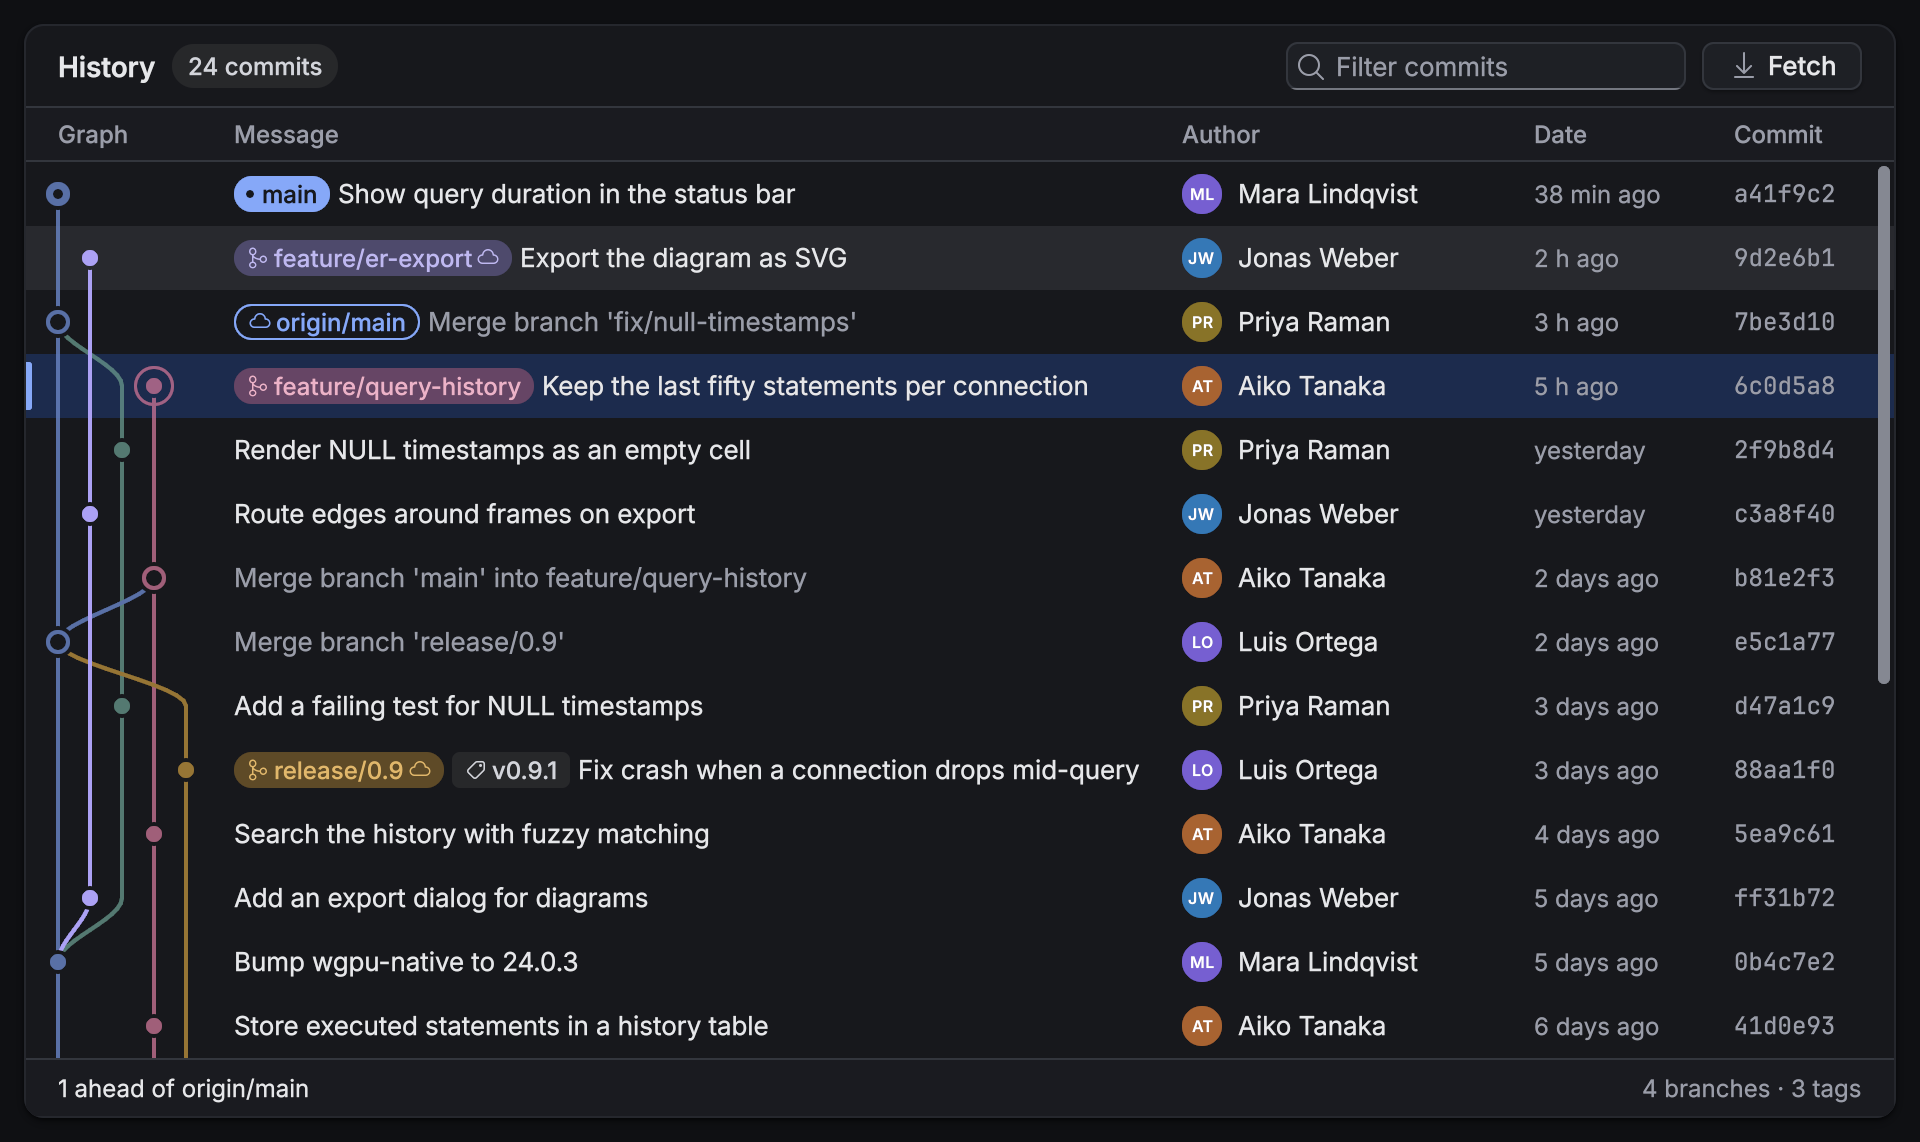 History 24 commits Filter commits Fetch
Graph Message Author Date Commit
main Show query duration in the status bar ML Mara Lindqvist 38 min ago a41f9c2
feature/er-export Export the diagram as SVG JW Jonas Weber 2 h ago 9d2e6b1
origin/main Merge branch 'fix/null-timestamps' PR Priya Raman 3 h ago 7be3d10
feature/query-history Keep the last fifty statements per connection AT Aiko Tanaka 5 h ago 6c0d5a8
Render NULL timestamps as an empty cell PR Priya Raman yesterday 2f9b8d4
Route edges around frames on export JW Jonas Weber yesterday c3a8f40
Merge branch 'main' into feature/query-history AT Aiko Tanaka 2 days ago b81e2f3
Merge branch 'release/0.9' LO Luis Ortega 2 days ago e5c1a77
Add a failing test for NULL timestamps PR Priya Raman 3 days ago d47a1c9
release/0.9 v0.9.1 Fix crash when a connection drops mid-query LO Luis Ortega 3 days ago 88aa1f0
Search the history with fuzzy matching AT Aiko Tanaka 4 days ago 5ea9c61
Add an export dialog for diagrams JW Jonas Weber 5 days ago ff31b72
Bump wgpu-native to 24.0.3 ML Mara Lindqvist 5 days ago 0b4c7e2
Store executed statements in a history table AT Aiko Tanaka 6 days ago 41d0e93
1 ahead of origin/main 4 branches · 3 tags